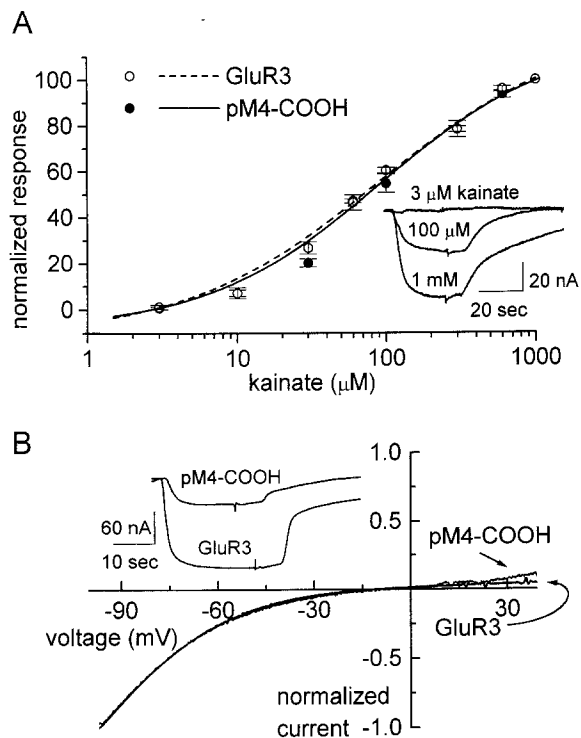 A
GluR3
pM4-COOH
normalized response
100
80
60
40
20
0
3 μM kainate
100 μM
1 mM
20 nA
20 sec
1
10
100
1000
kainate (μM)
B
1.0
pM4-COOH
0.5
pM4-COOH
60 nA
10 sec
GluR3
-90
-60
-30
30
GluR3
voltage (mV)
-0.5
normalized
current
-1.0